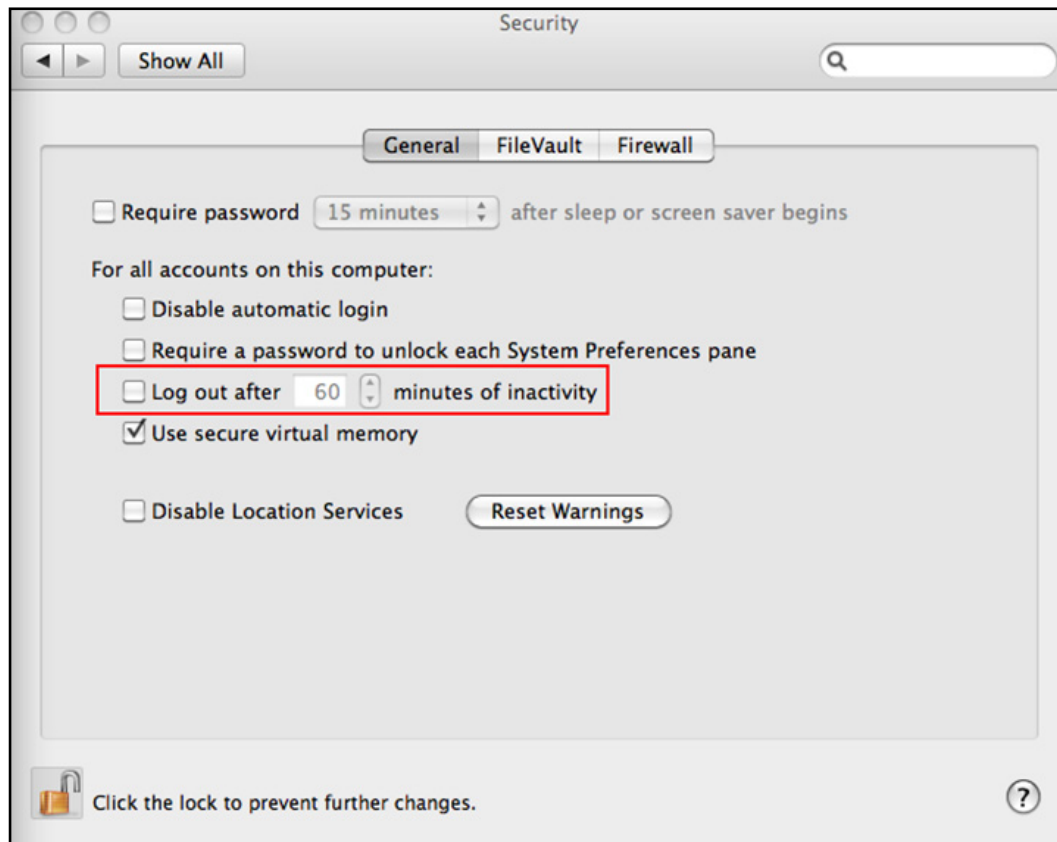 Security
Show All
General FileVault Firewall
Require password 15 minutes after sleep or screen saver begins
For all accounts on this computer:
Disable automatic login
Require a password to unlock each System Preferences pane
Log out after 60 minutes of inactivity
Use secure virtual memory
Disable Location Services Reset Warnings
Click the lock to prevent further changes. ?